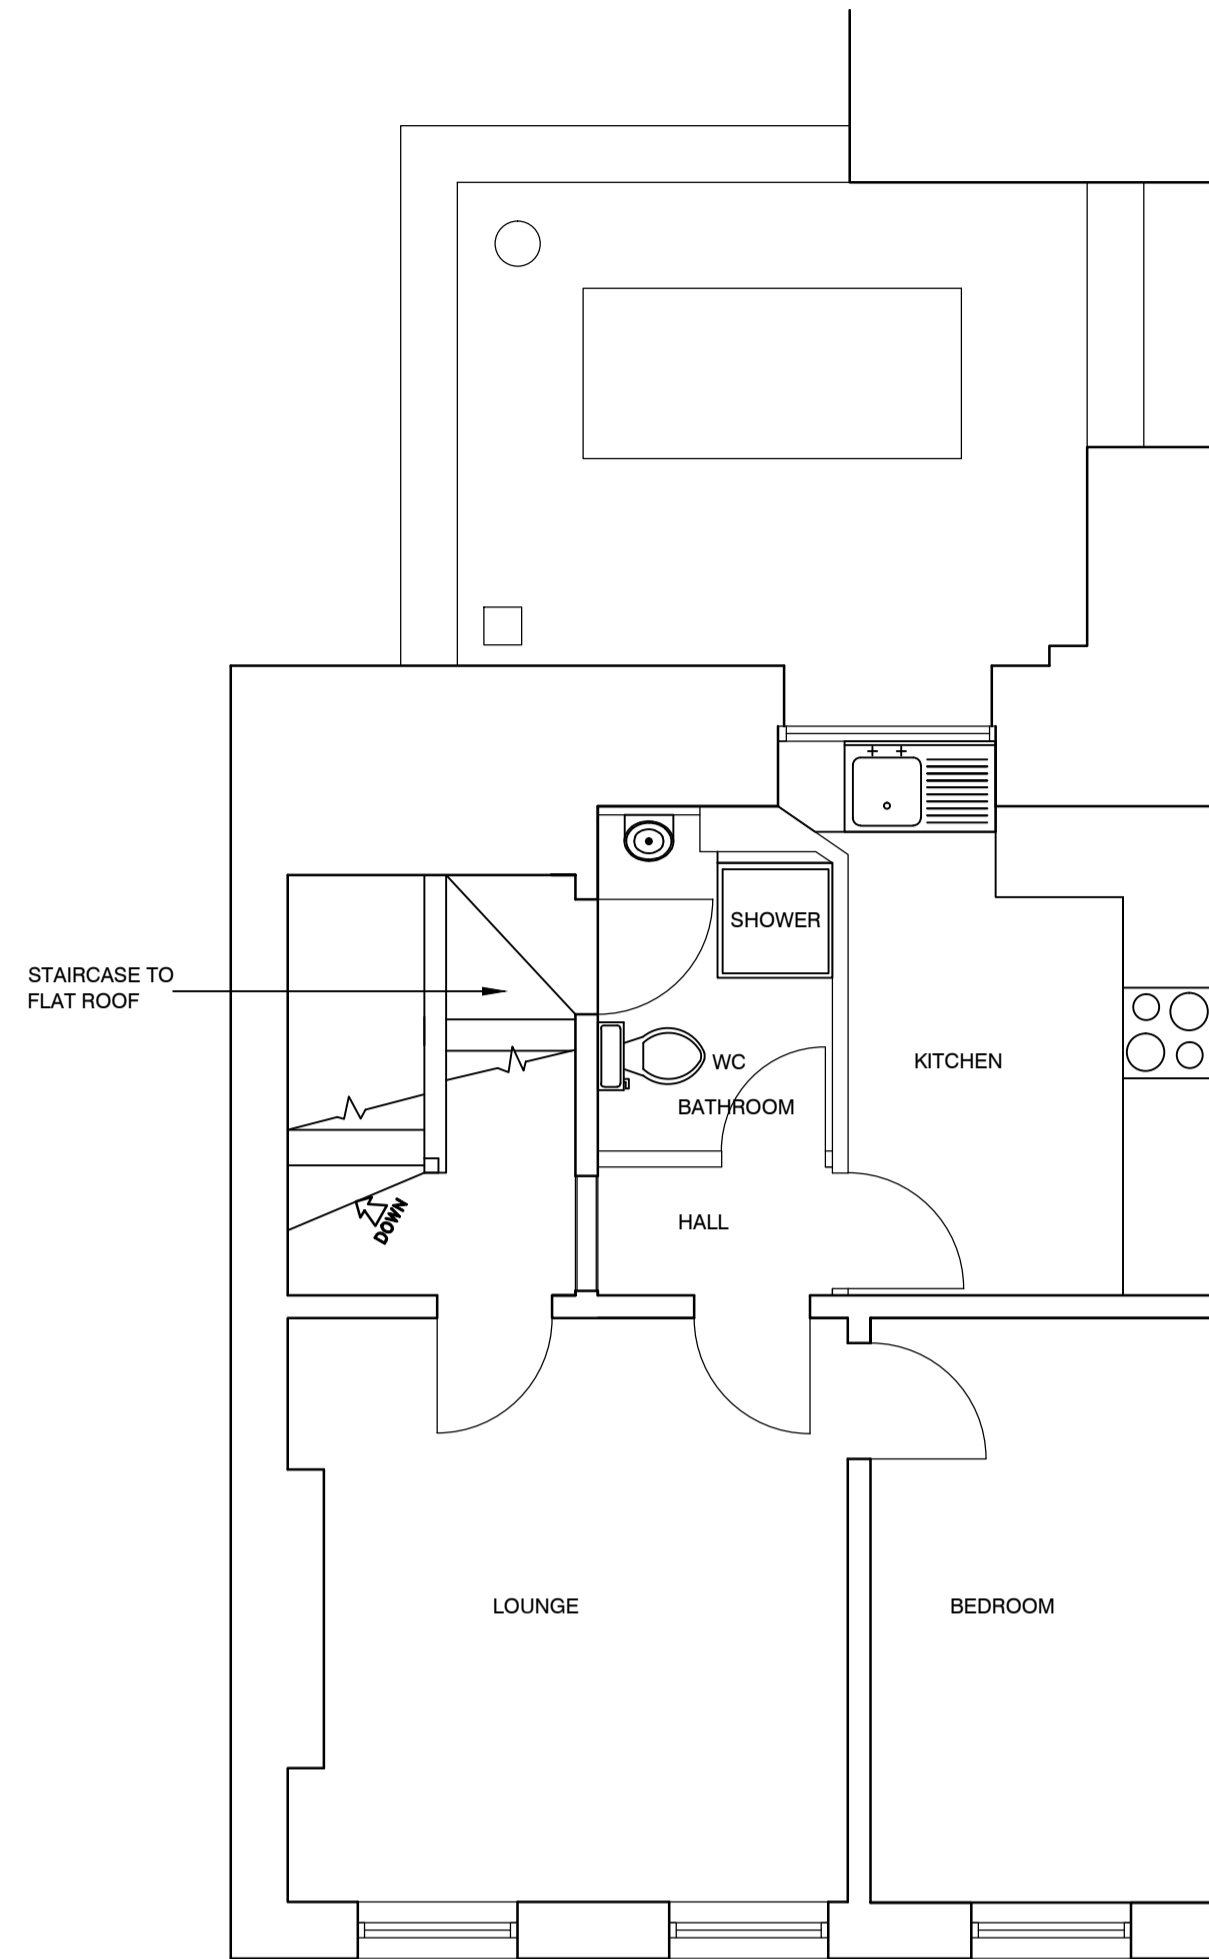 SHOWER
STAIRCASE TO
FLAT ROOF
WC
KITCHEN
BATHROOM
DOWN
HALL
LOUNGE
BEDROOM